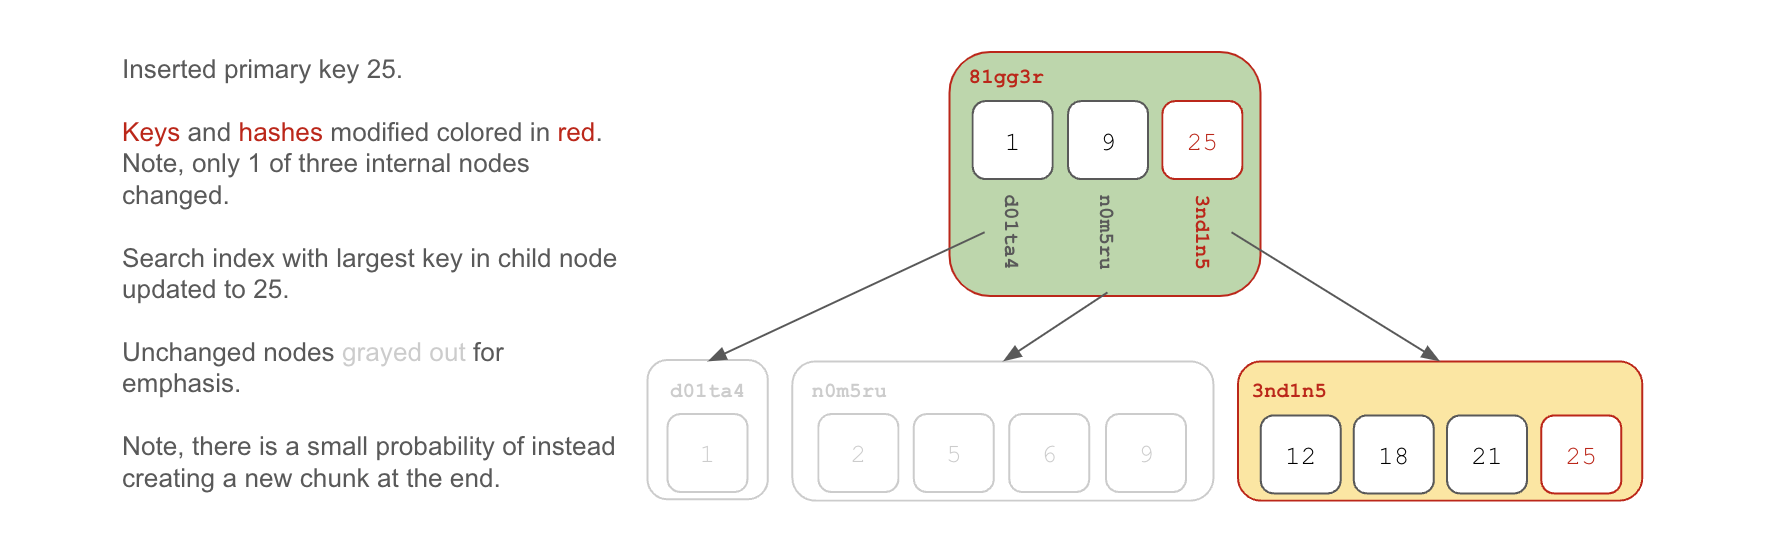 Inserted primary key 25.
Keys and hashes modified colored in red.
Note, only 1 of three internal nodes
changed.
Search index with largest key in child node
updated to 25.
Unchanged nodes grayed out for
emphasis.
Note, there is a small probability of instead
creating a new chunk at the end.
81gg3r
1 9 25
d01ta4
n0m5ru
3nd1n5
d01ta4
1
n0m5ru
2 5 6 9
3nd1n5
12 18 21 25